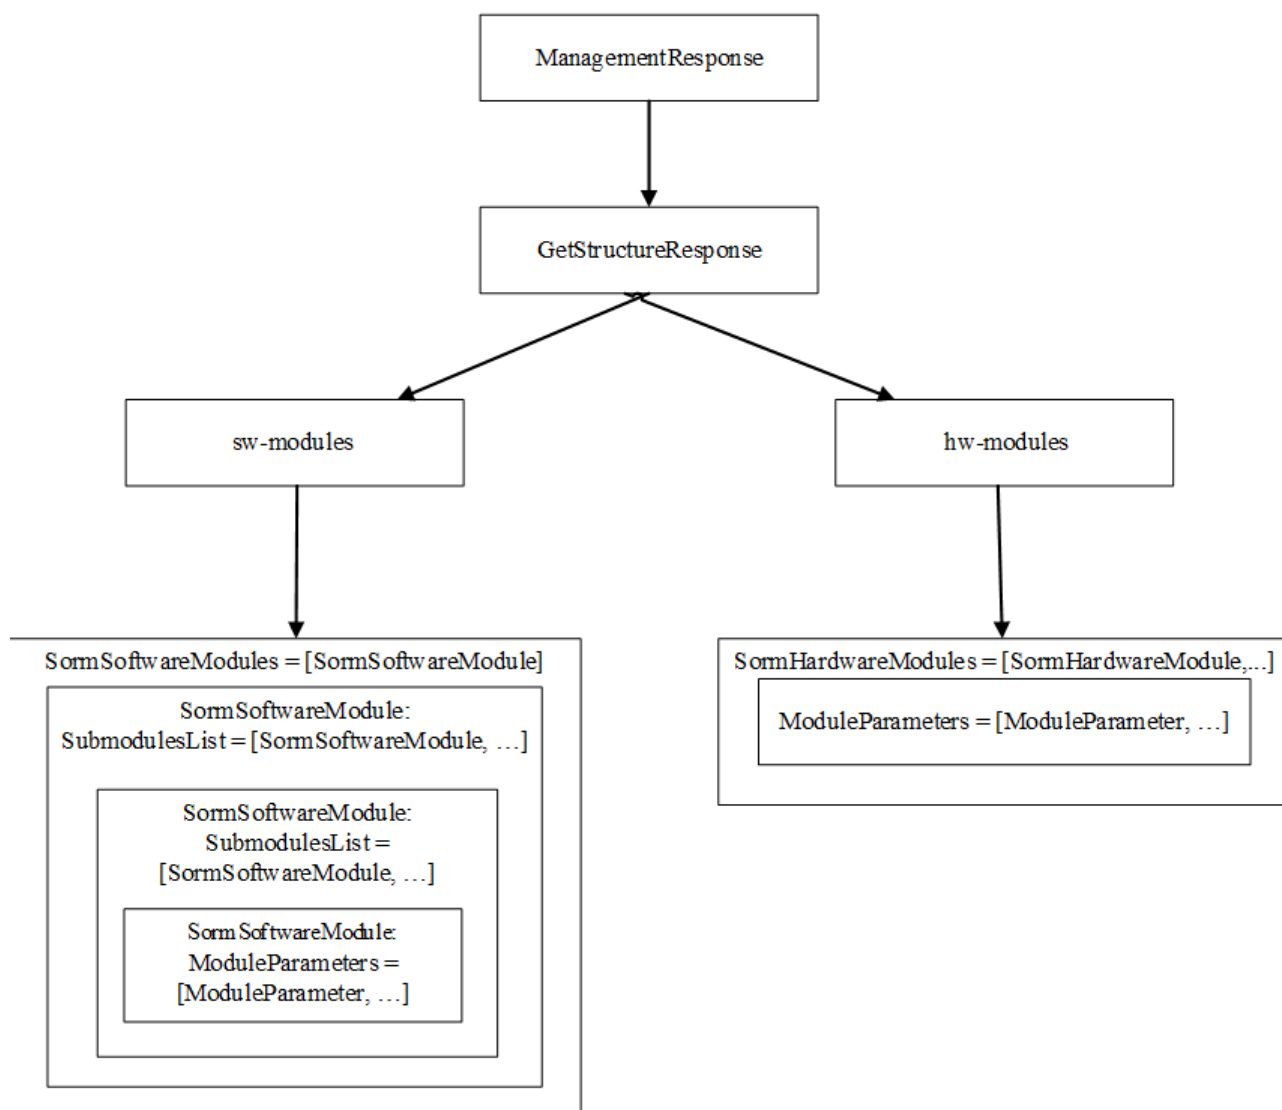 ManagementResponse
GetStructureResponse
sw-modules
hw-modules
SormSoftwareModules = [SormSoftwareModule]
SormSoftwareModule:
SubmodulesList = [SormSoftwareModule, …]
SormSoftwareModule:
SubmodulesList =
[SormSoftwareModule, …]
SormSoftwareModule:
ModuleParameters =
[ModuleParameter, …]
SormHardwareModules = [SormHardwareModule,...]
ModuleParameters = [ModuleParameter, …]